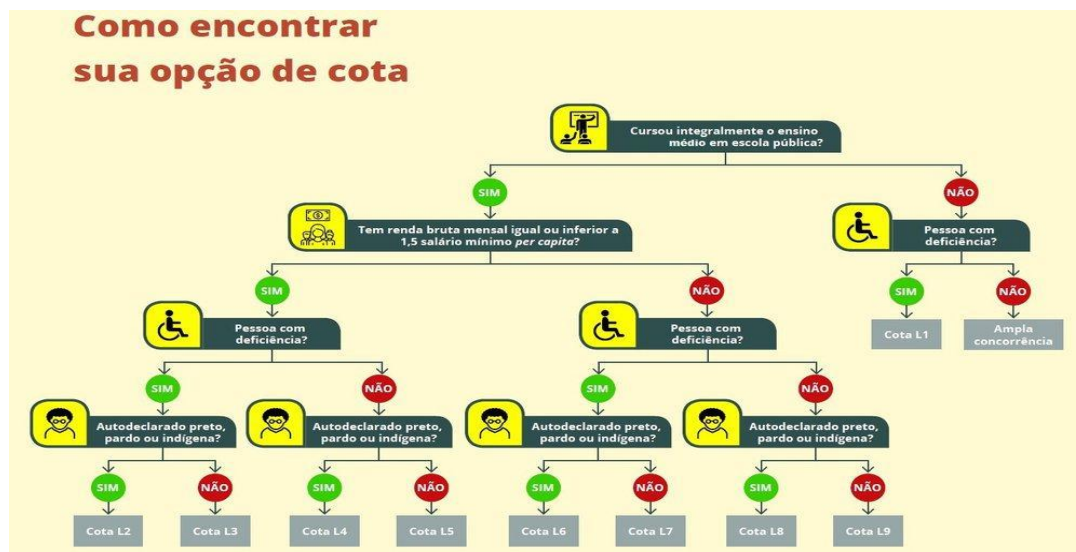 Como encontrar
sua opção de cota
Cursou integralmente o ensino
médio em escola pública?
SIM
NÃO
Tem renda bruta mensal igual ou inferior a
1,5 salário mínimo per capita?
Pessoa com
deficiência?
SIM
NÃO
SIM
NÃO
Cota L1
Ampla
concorrência
Pessoa com
deficiência?
Pessoa com
deficiência?
SIM
NÃO
SIM
NÃO
Autodeclarado preto,
pardo ou indígena?
Autodeclarado preto,
pardo ou indígena?
Autodeclarado preto,
pardo ou indígena?
Autodeclarado preto,
pardo ou indígena?
SIM
NÃO
SIM
NÃO
SIM
NÃO
SIM
NÃO
Cota L2
Cota L3
Cota L4
Cota L5
Cota L6
Cota L7
Cota L8
Cota L9